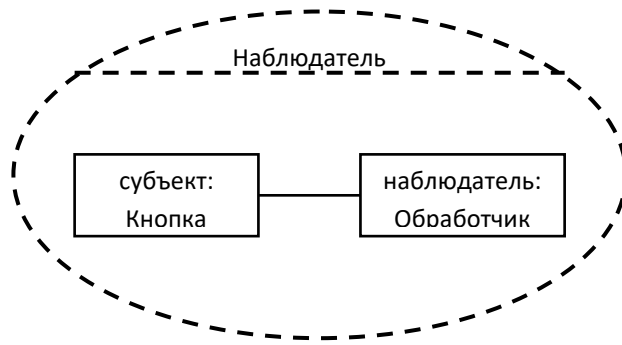 Наблюдатель
субъект:
Кнопка
наблюдатель:
Обработчик